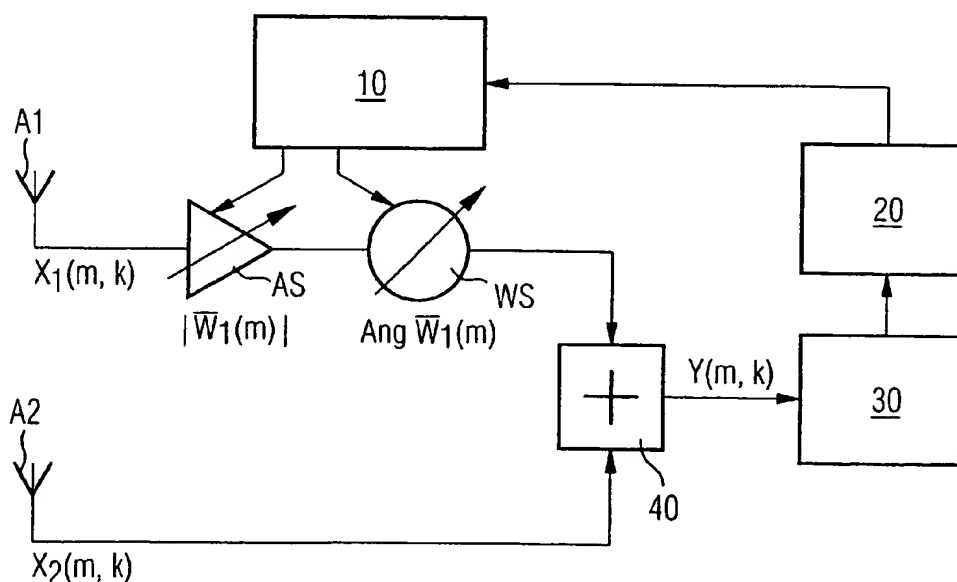 10
A1
20
X₁(m, k)
AS
WS
|W̅₁(m)|
Ang W̅₁(m)
Y(m, k)
30
A2
40
X₂(m, k)